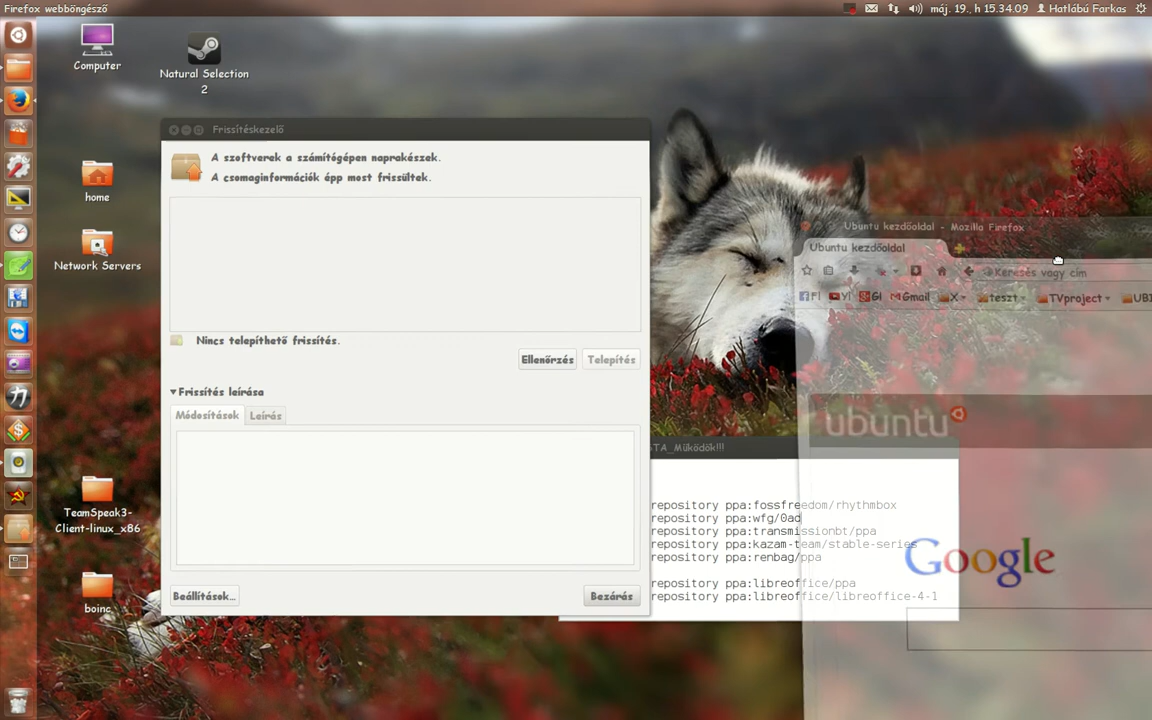 Firefox webböngésző
máj. 19., h 15.34.09
Hatlábú Farkas
Computer
Natural Selection
2
home
Network Servers
TeamSpeak3-
Client-linux_x86
boinc
Frissítéskezelő
A szoftverek a számítógépen naprakészek.
A csomaginformációk épp most frissültek.
Nincs telepíthető frissítés.
Ellenőrzés
Telepítés
Frissítés leírása
Módosítások
Leírás
Beállítások...
Bezárás
Ubuntu kezdőoldal - Mozilla Firefox
Ubuntu kezdőoldal
Keresés vagy cím
Gmail
X
teszt
TVproject
ubuntu
Google
TA_Működők!!!
repository ppa:fossfreedom/rhythmbox
repository ppa:wfg/0ad
repository ppa:transmissionbt/ppa
repository ppa:kazam-team/stable-series
repository ppa:renbag/ppa
repository ppa:libreoffice/ppa
repository ppa:libreoffice/libreoffice-4-1